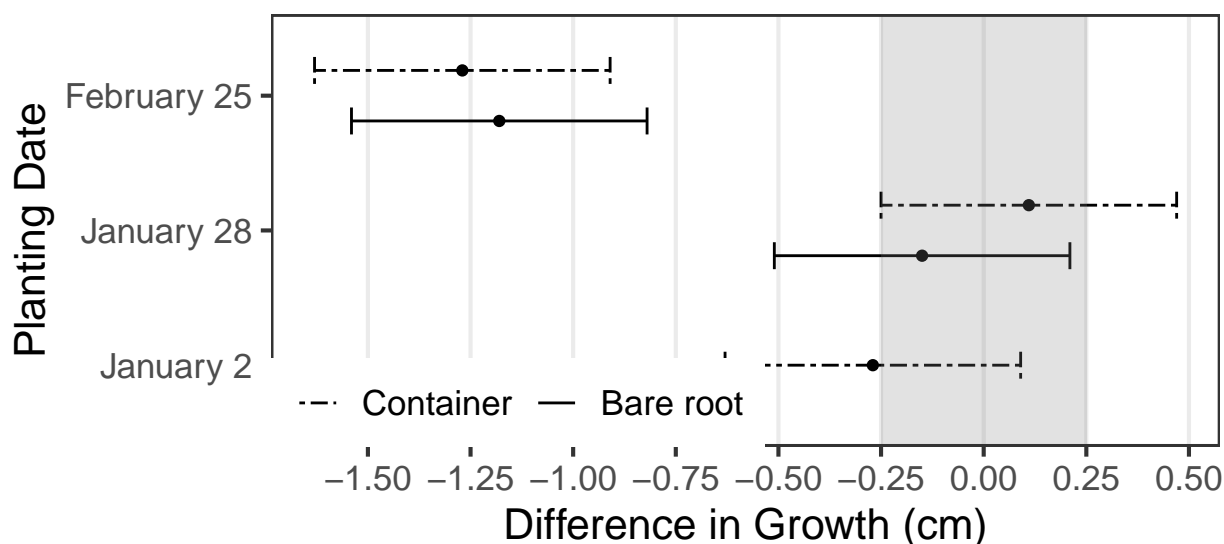 Planting Date
February 25
January 28
January 2
Container Bare root
−1.50 −1.25 −1.00 −0.75 −0.50 −0.25 0.00 0.25 0.50
Difference in Growth (cm)